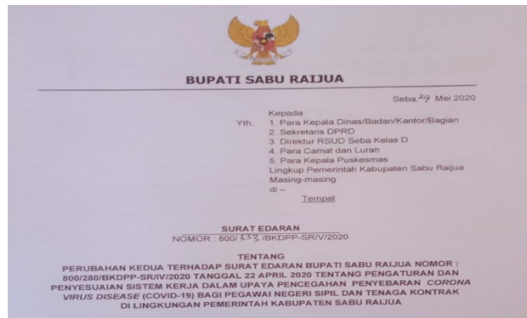 BUPATI SABU RAIJUA
Seba, 29 Mei 2020
Kepada
Yth. 1. Para Kepala Dinas/Badan/Kantor/Bagian
2. Sekretaris DPRD
3. Direktur RSUD Seba Kelas D
4. Para Camat dan Lurah
5. Para Kepala Puskesmas
Lingkup Pemerintah Kabupaten Sabu Raijua
Masing-masing
di –
Tempat
SURAT EDARAN
NOMOR : 800/ /BKDPP-SR/V/2020
TENTANG
PERUBAHAN KEDUA TERHADAP SURAT EDARAN BUPATI SABU RAIJUA NOMOR :
800/280/BKDPP-SR/IV/2020 TANGGAL 22 APRIL 2020 TENTANG PENGATURAN DAN
PENYESUAIAN SISTEM KERJA DALAM UPAYA PENCEGAHAN PENYEBARAN CORONA
VIRUS DISEASE (COVID-19) BAGI PEGAWAI NEGERI SIPIL DAN TENAGA KONTRAK
DI LINGKUNGAN PEMERINTAH KABUPATEN SABU RAIJUA